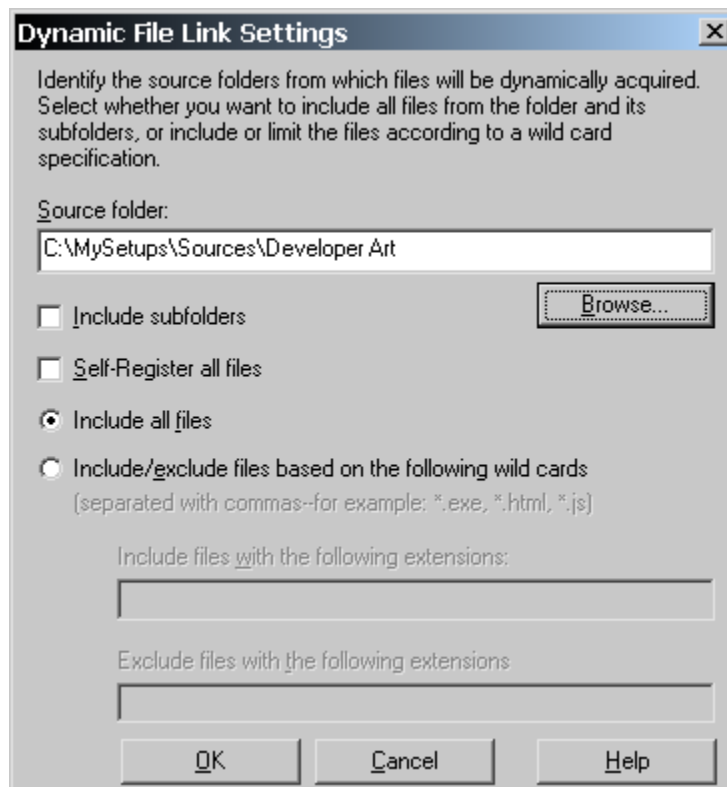 Dynamic File Link Settings
Identify the source folders from which files will be dynamically acquired.
Select whether you want to include all files from the folder and its
subfolders, or include or limit the files according to a wild card
specification.
Source folder:
C:\MySetups\Sources\Developer Art
Browse...
Include subfolders
Self-Register all files
Include all files
Include/exclude files based on the following wild cards
(separated with commas--for example: *.exe, *.html, *.js)
Include files with the following extensions:
Exclude files with the following extensions
OK Cancel Help